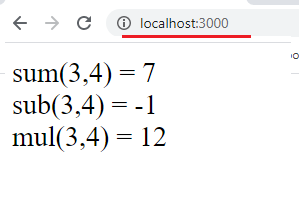 localhost:3000
sum(3,4) = 7
sub(3,4) = -1
mul(3,4) = 12